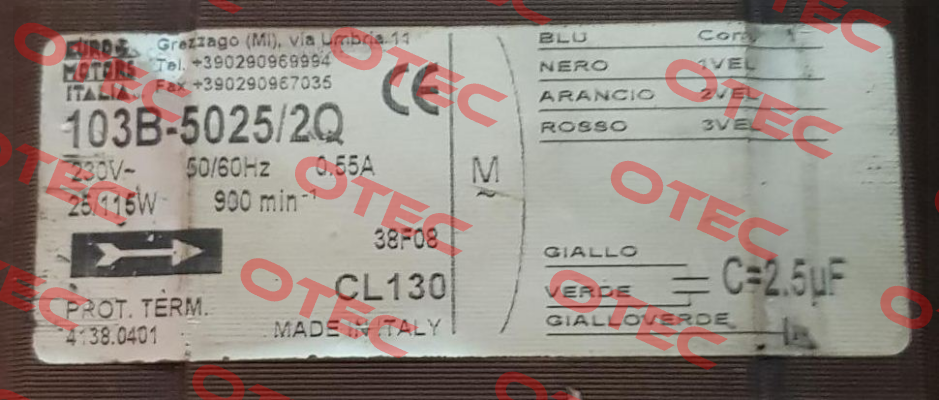 EURO
MOTORS
ITALIA
Grezzago (MI), via Umbria 11
Tel. +390290969994
Fax +390290967035
CE
103B-5025/2Q
230V~ 50/60Hz 0.55A
25/115W 900 min⁻¹
38F08
CL130
PROT. TERM.
4138.0401
MADE IN ITALY
M
~
BLU Com
NERO 1VEL
ARANCIO 2VEL
ROSSO 3VEL
GIALLO
VERDE
C=2.5µF
GIALLOVERDE
OTEC